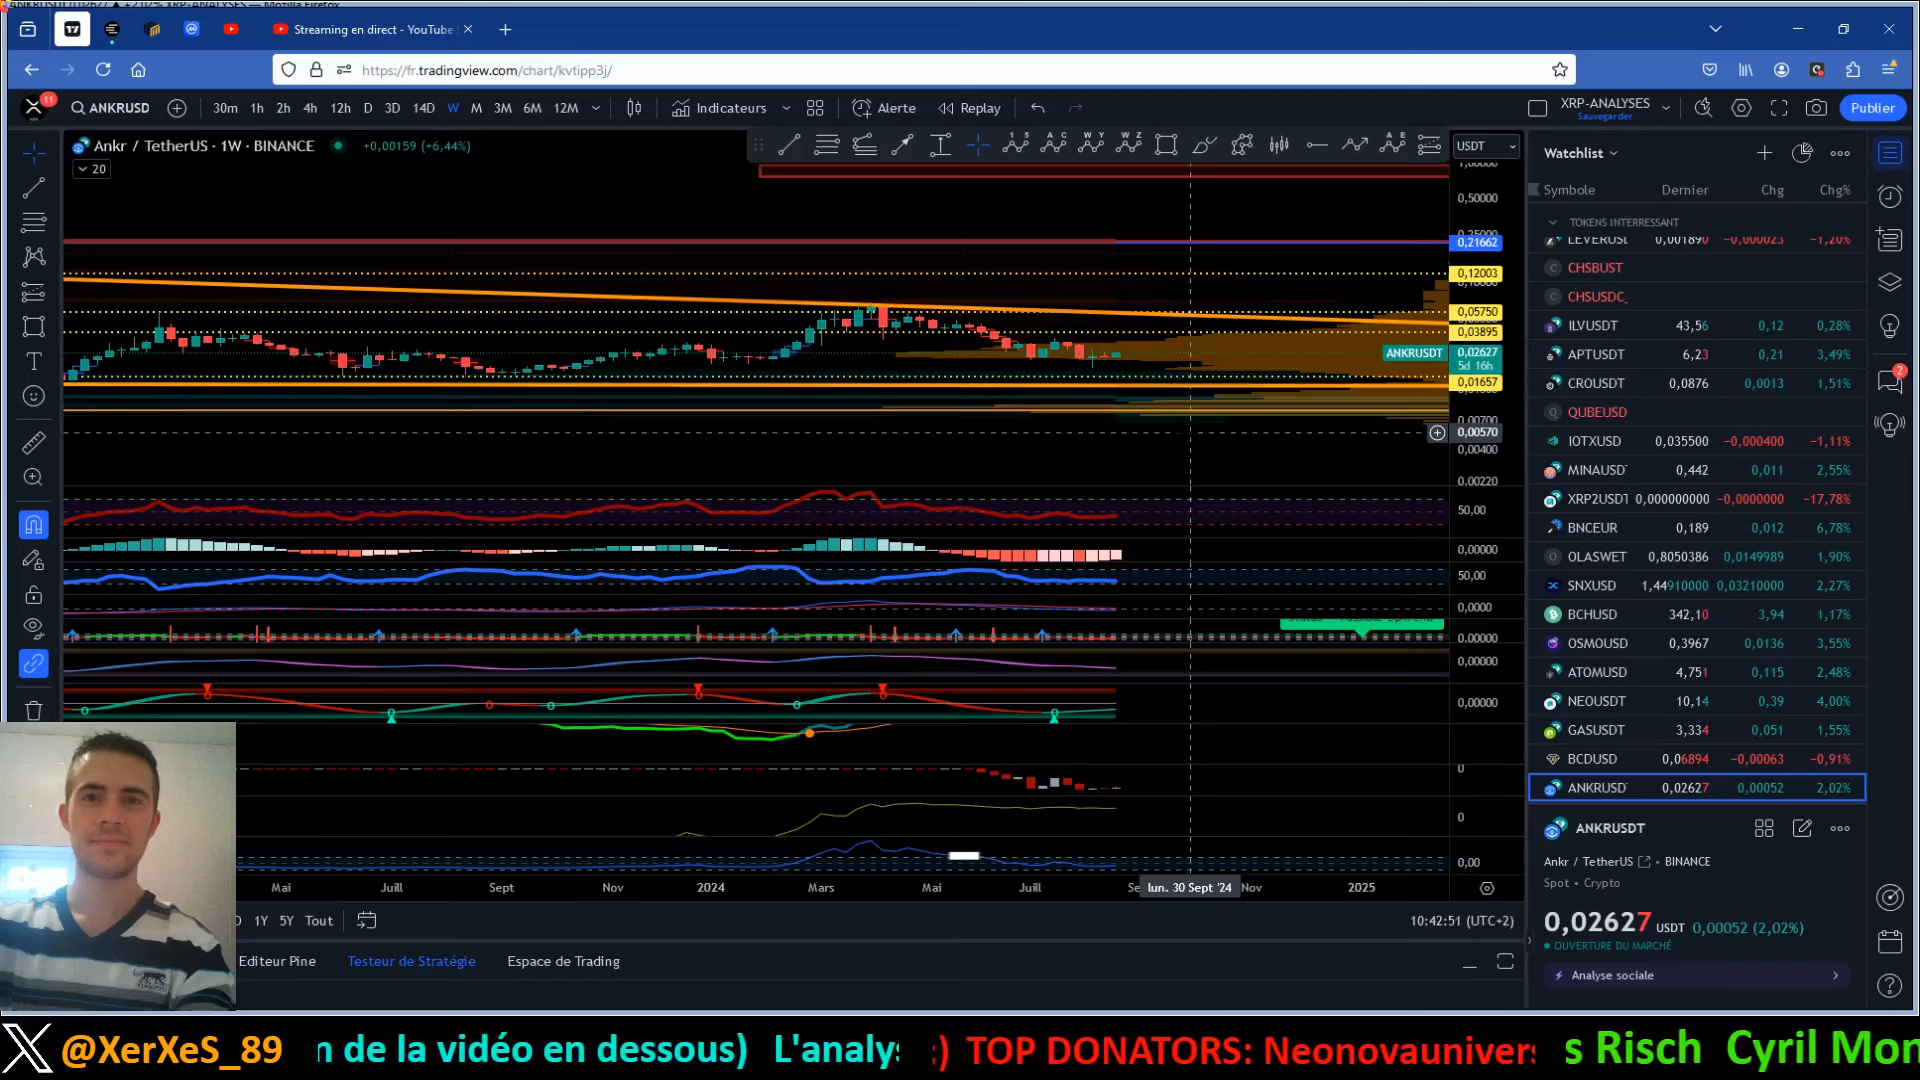 Streaming en direct - YouTube
https://fr.tradingview.com/chart/kvtipp3j/
11
ANKRUSD
30m 1h 2h 4h 12h D 3D 14D W M 3M 6M 12M
Indicateurs
Alerte
Replay
XRP-ANALYSES
Sauvegarder
Publier
Ankr / TetherUS · 1W · BINANCE
+0,00159 (+6,44%)
20
USDT
0,50000
0,21662
0,12003
0,05750
0,03895
ANKRUSDT
0,02627
5d 16h
0,01657
0,00700
0,00570
0,00400
0,00220
50,00
0,00000
50,00
0,0000
0,00000
0,00000
0,00000
0
0
0,00
Mai Juill Sept Nov 2024 Mars Mai Juill
lun. 30 Sept '24
Nov 2025
1Y 5Y Tout
10:42:51 (UTC+2)
Editeur Pine Testeur de Stratégie Espace de Trading
Watchlist
Symbole Dernier Chg Chg%
TOKENS INTERRESSANT
LEVERUSD 0,001890 −0,000023 −1,20%
CHSBUST
CHSUSDC_
ILVUSDT 43,56 0,12 0,28%
APTUSDT 6,23 0,21 3,49%
CROUSDT 0,0876 0,0013 1,51%
QUBEUSD
IOTXUSD 0,035500 −0,000400 −1,11%
MINAUSD 0,442 0,011 2,55%
XRP2USDT 0,000000000 −0,0000000 −17,78%
BNCEUR 0,189 0,012 6,78%
OLASWET 0,8050386 0,0149989 1,90%
SNXUSD 1,44910000 0,03210000 2,27%
BCHUSD 342,10 3,94 1,17%
OSMOUSD 0,3967 0,0136 3,55%
ATOMUSD 4,751 0,115 2,48%
NEOUSDT 10,14 0,39 4,00%
GASUSDT 3,334 0,051 1,55%
BCDUSD 0,06894 −0,00063 −0,91%
ANKRUSD 0,02627 0,00052 2,02%
ANKRUSDT
Ankr / TetherUS • BINANCE
Spot • Crypto
0,02627 USDT 0,00052 (2,02%)
OUVERTURE DU MARCHÉ
Analyse sociale
2
@XerXeS_89
n de la vidéo en dessous) L'analys
:) TOP DONATORS: Neonovaunivers
s Risch Cyril Mon